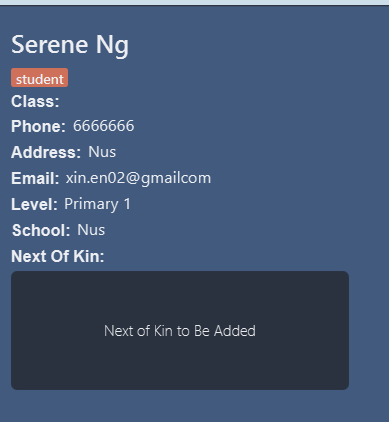 Serene Ng
student
Class:
Phone: 6666666
Address: Nus
Email: xin.en02@gmailcom
Level: Primary 1
School: Nus
Next Of Kin:
Next of Kin to Be Added